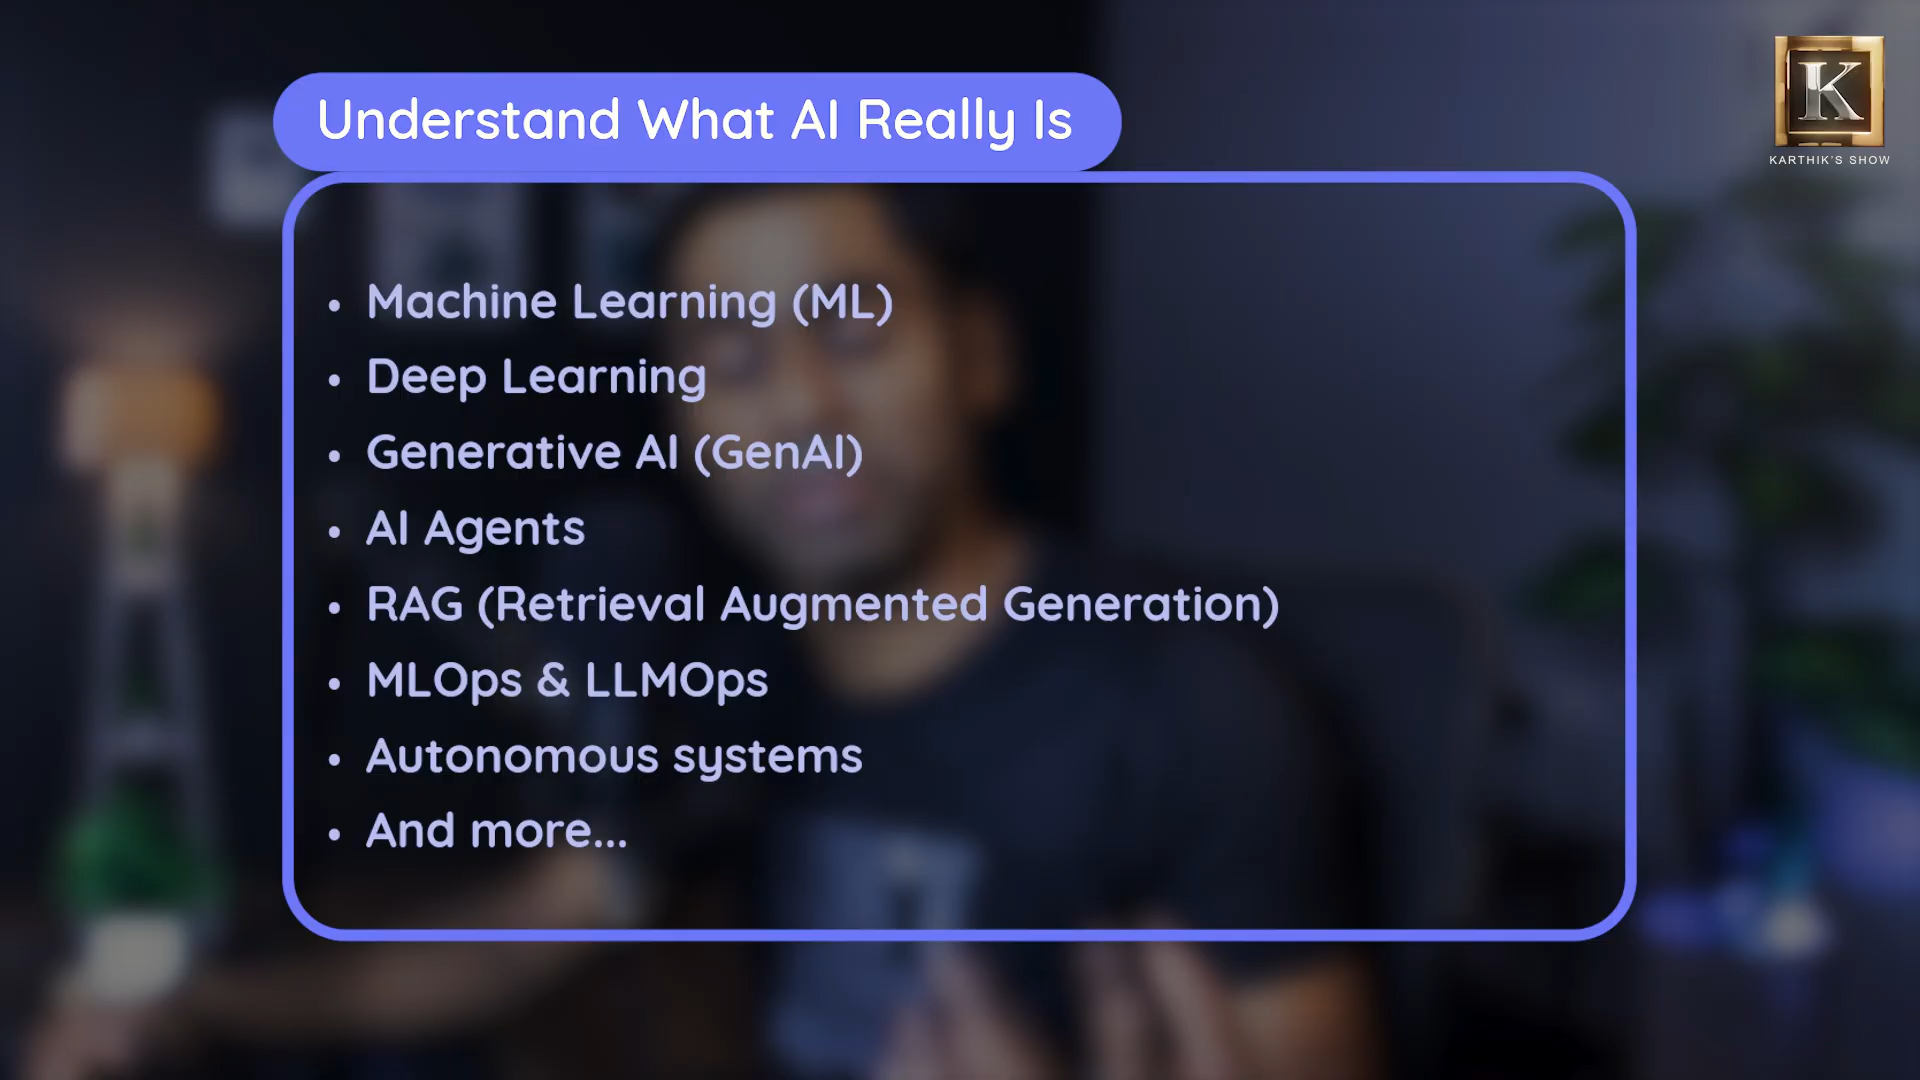 Understand What AI Really Is
K
KARTHIK'S SHOW
• Machine Learning (ML)
• Deep Learning
• Generative AI (GenAI)
• AI Agents
• RAG (Retrieval Augmented Generation)
• MLOps & LLMOps
• Autonomous systems
• And more...